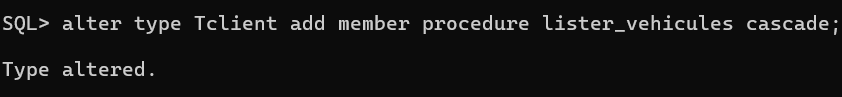 SQL> alter type Tclient add member procedure lister_vehicules cascade;
Type altered.